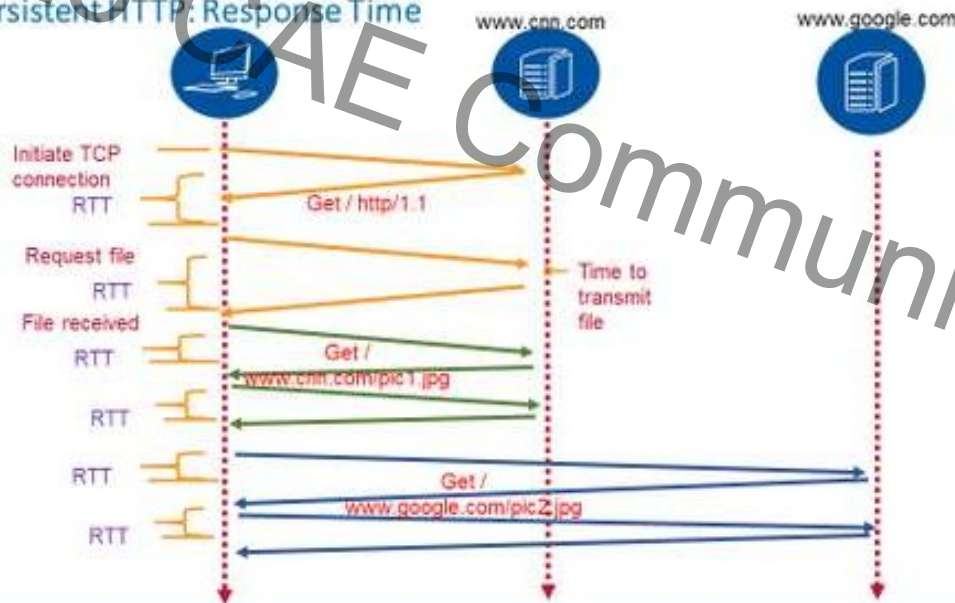 rsistent HTTP: Response Time
www.cnn.com
www.google.com
CAE Communi
Initiate TCP
connection
RTT
Get / http/1.1
Request file
RTT
Time to
transmit
file
File received
RTT
Get /
www.cnn.com/pic1.jpg
RTT
RTT
Get /
www.google.com/pic2.jpg
RTT